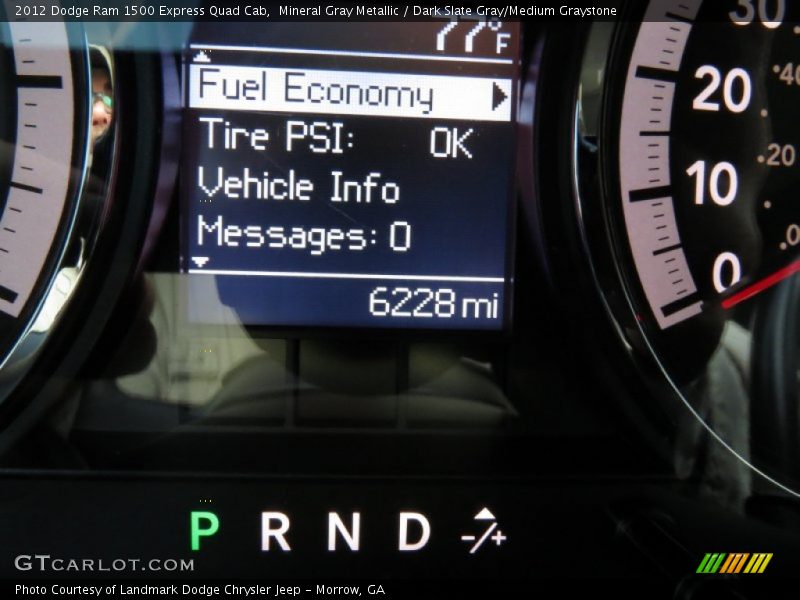 2012 Dodge Ram 1500 Express Quad Cab,  Mineral Gray Metallic / Dark Slate Gray/Medium Graystone
77°F
Fuel Economy
Tire PSI: OK
Vehicle Info
Messages: 0
6228 mi
30
20
10
0
40
20
0
P R N D -/+
GTCARLOT.COM
Photo Courtesy of Landmark Dodge Chrysler Jeep - Morrow, GA